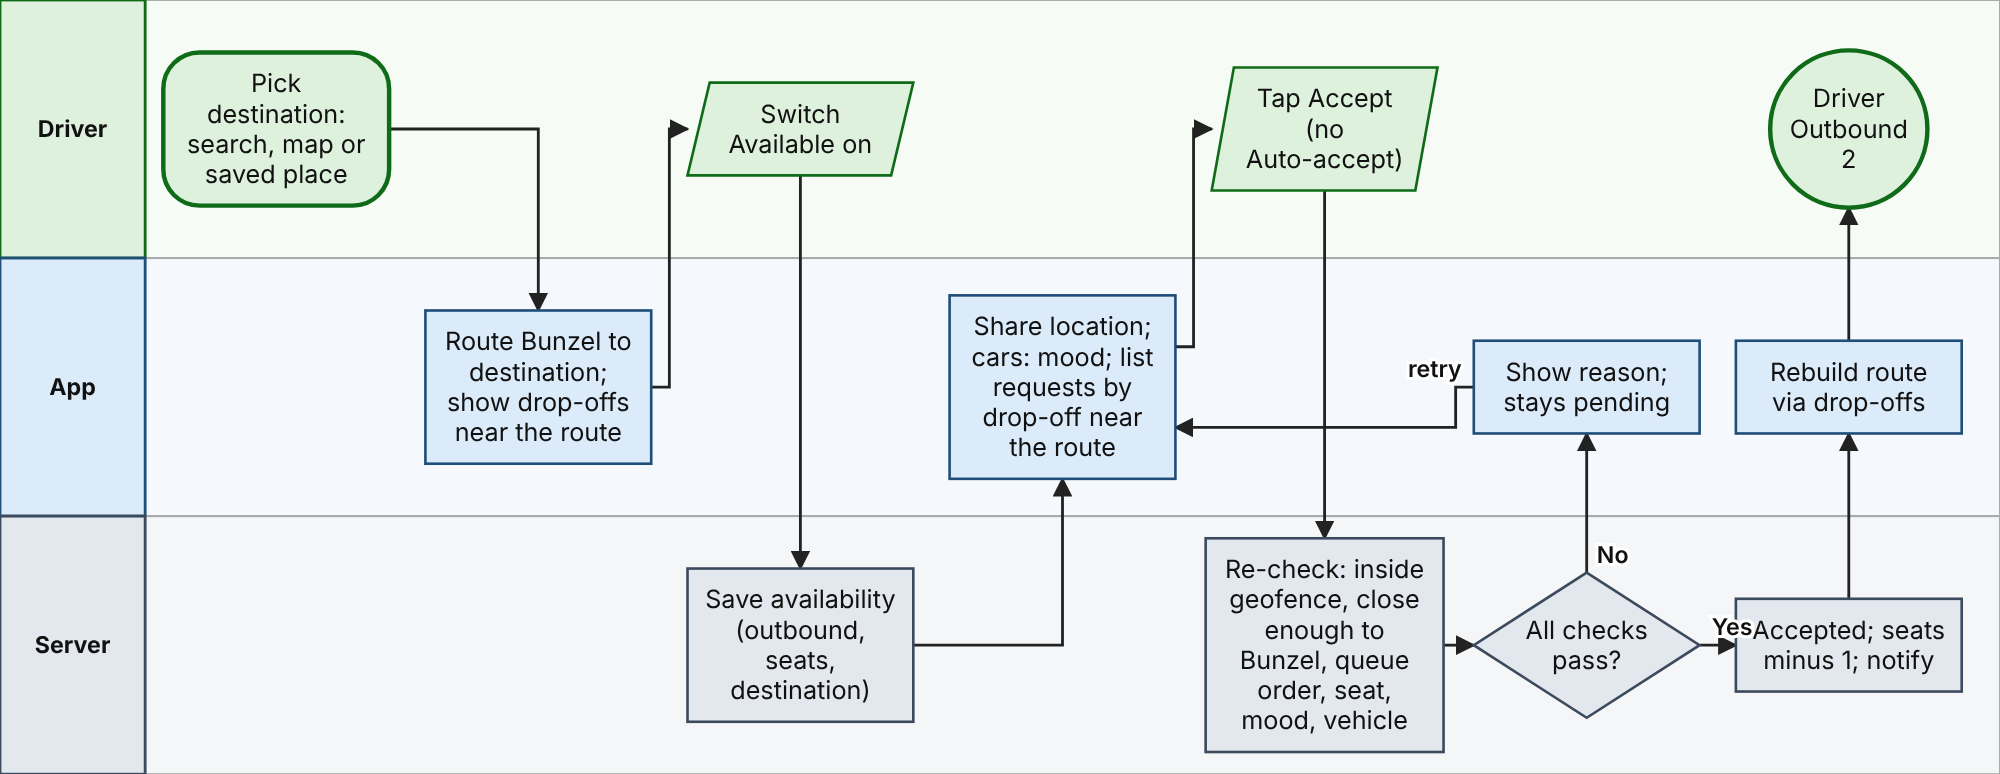 Driver
Pick
destination:
search, map or
saved place
Switch
Available on
Tap Accept
(no
Auto-accept)
Driver
Outbound
2
App
Route Bunzel to
destination;
show drop-offs
near the route
Share location;
cars: mood; list
requests by
drop-off near
the route
retry
Show reason;
stays pending
Rebuild route
via drop-offs
Server
Save availability
(outbound,
seats,
destination)
Re-check: inside
geofence, close
enough to
Bunzel, queue
order, seat,
mood, vehicle
No
All checks
pass?
Yes
Accepted; seats
minus 1; notify